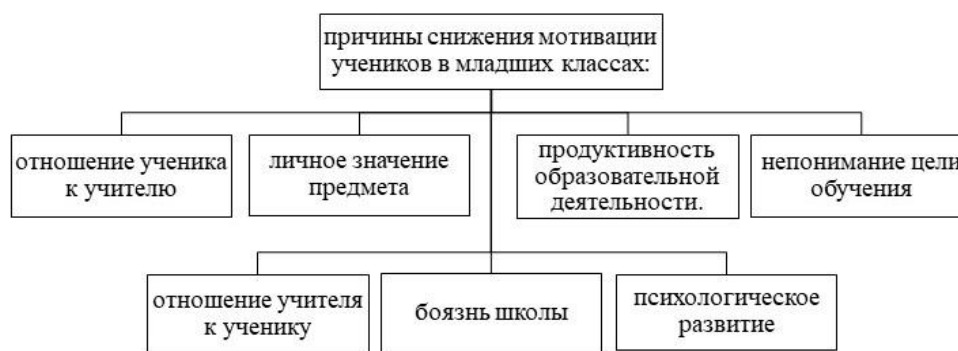 причины снижения мотивации
учеников в младших классах:
отношение ученика
к учителю
личное значение
предмета
продуктивность
образовательной
деятельности.
непонимание цели
обучения
отношение учителя
к ученику
боязнь школы
психологическое
развитие